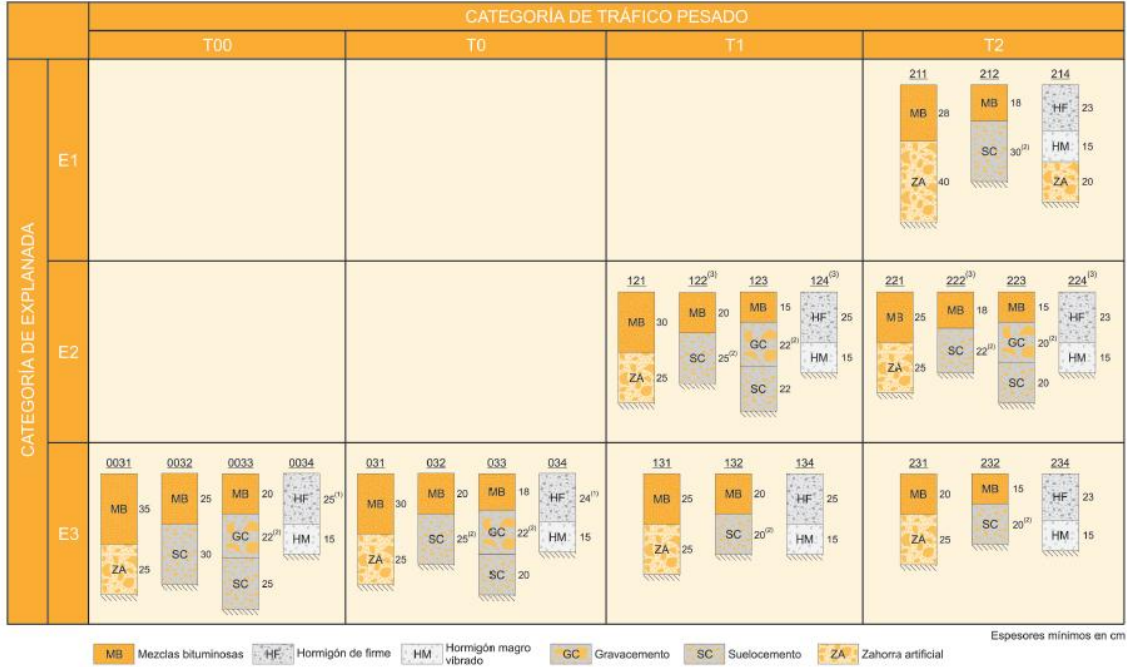 CATEGORÍA DE TRÁFICO PESADO
T00 T0 T1 T2
CATEGORÍA DE EXPLANADA
E1
211 212 214
MB 28 MB 18 HF 23
ZA 40 SC 30(2) HM 15
ZA 20
E2
121 122(3) 123 124(3) 221 222(3) 223 224(3)
MB 30 MB 20 MB 15 HF 25 MB 25 MB 18 MB 15 HF 23
ZA 25 SC 25(2) GC 22(2) HM 15 ZA 25 SC 22(2) GC 20(2) HM 15
SC 22 SC 20
E3
0031 0032 0033 0034 031 032 033 034 131 132 134 231 232 234
MB 35 MB 25 MB 20 HF 25(1) MB 30 MB 20 MB 18 HF 24(1) MB 25 MB 20 HF 25 MB 20 MB 15 HF 23
ZA 25 SC 30 GC 22(2) HM 15 ZA 25 SC 25(2) GC 22(2) HM 15 ZA 25 SC 20(2) HM 15 ZA 25 SC 20(2) HM 15
SC 25 SC 20
Espesores mínimos en cm
MB Mezclas bituminosas HF Hormigón de firme HM Hormigón magro vibrado GC Gravacemento SC Suelocemento ZA Zahorra artificial